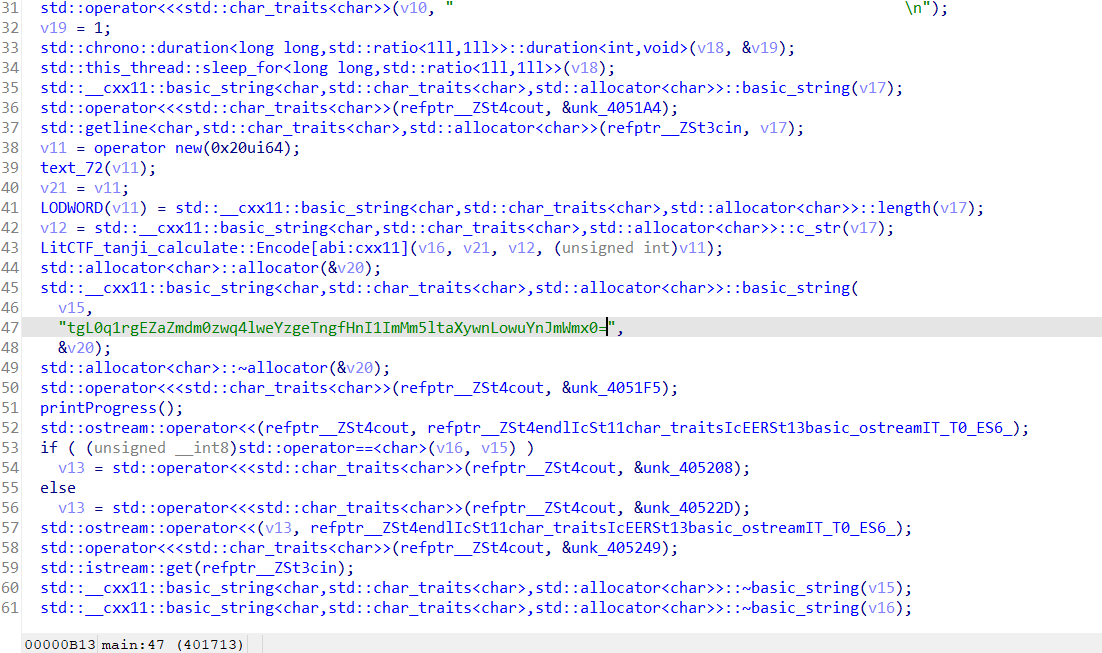 31 std::operator<<<std::char_traits<char>>(v10, "                                                  \n");
32 v19 = 1;
33 std::chrono::duration<long long,std::ratio<1ll,1ll>>::duration<int,void>(v18, &v19);
34 std::this_thread::sleep_for<long long,std::ratio<1ll,1ll>>(v18);
35 std::__cxx11::basic_string<char,std::char_traits<char>,std::allocator<char>>::basic_string(v17);
36 std::operator<<<std::char_traits<char>>(refptr__ZSt4cout, &unk_4051A4);
37 std::getline<char,std::char_traits<char>,std::allocator<char>>(refptr__ZSt3cin, v17);
38 v11 = operator new(0x20ui64);
39 text_72(v11);
40 v21 = v11;
41 LODWORD(v11) = std::__cxx11::basic_string<char,std::char_traits<char>,std::allocator<char>>::length(v17);
42 v12 = std::__cxx11::basic_string<char,std::char_traits<char>,std::allocator<char>>::c_str(v17);
43 LitCTF_tanji_calculate::Encode[abi:cxx11](v16, v21, v12, (unsigned int)v11);
44 std::allocator<char>::allocator(&v20);
45 std::__cxx11::basic_string<char,std::char_traits<char>,std::allocator<char>>::basic_string(
46 v15,
47 "tgL0q1rgEZaZmdm0zwq4lweYzgeTngfHnI1ImMm5ltaXywnLowuYnJmWmx0=",
48 &v20);
49 std::allocator<char>::~allocator(&v20);
50 std::operator<<<std::char_traits<char>>(refptr__ZSt4cout, &unk_4051F5);
51 printProgress();
52 std::ostream::operator<<(refptr__ZSt4cout, refptr__ZSt4endlIcSt11char_traitsIcEERSt13basic_ostreamIT_T0_ES6_);
53 if ( (unsigned __int8)std::operator==<char>(v16, v15) )
54 v13 = std::operator<<<std::char_traits<char>>(refptr__ZSt4cout, &unk_405208);
55 else
56 v13 = std::operator<<<std::char_traits<char>>(refptr__ZSt4cout, &unk_40522D);
57 std::ostream::operator<<(v13, refptr__ZSt4endlIcSt11char_traitsIcEERSt13basic_ostreamIT_T0_ES6_);
58 std::operator<<<std::char_traits<char>>(refptr__ZSt4cout, &unk_405249);
59 std::istream::get(refptr__ZSt3cin);
60 std::__cxx11::basic_string<char,std::char_traits<char>,std::allocator<char>>::~basic_string(v15);
61 std::__cxx11::basic_string<char,std::char_traits<char>,std::allocator<char>>::~basic_string(v16);
00000B13 main:47 (401713)